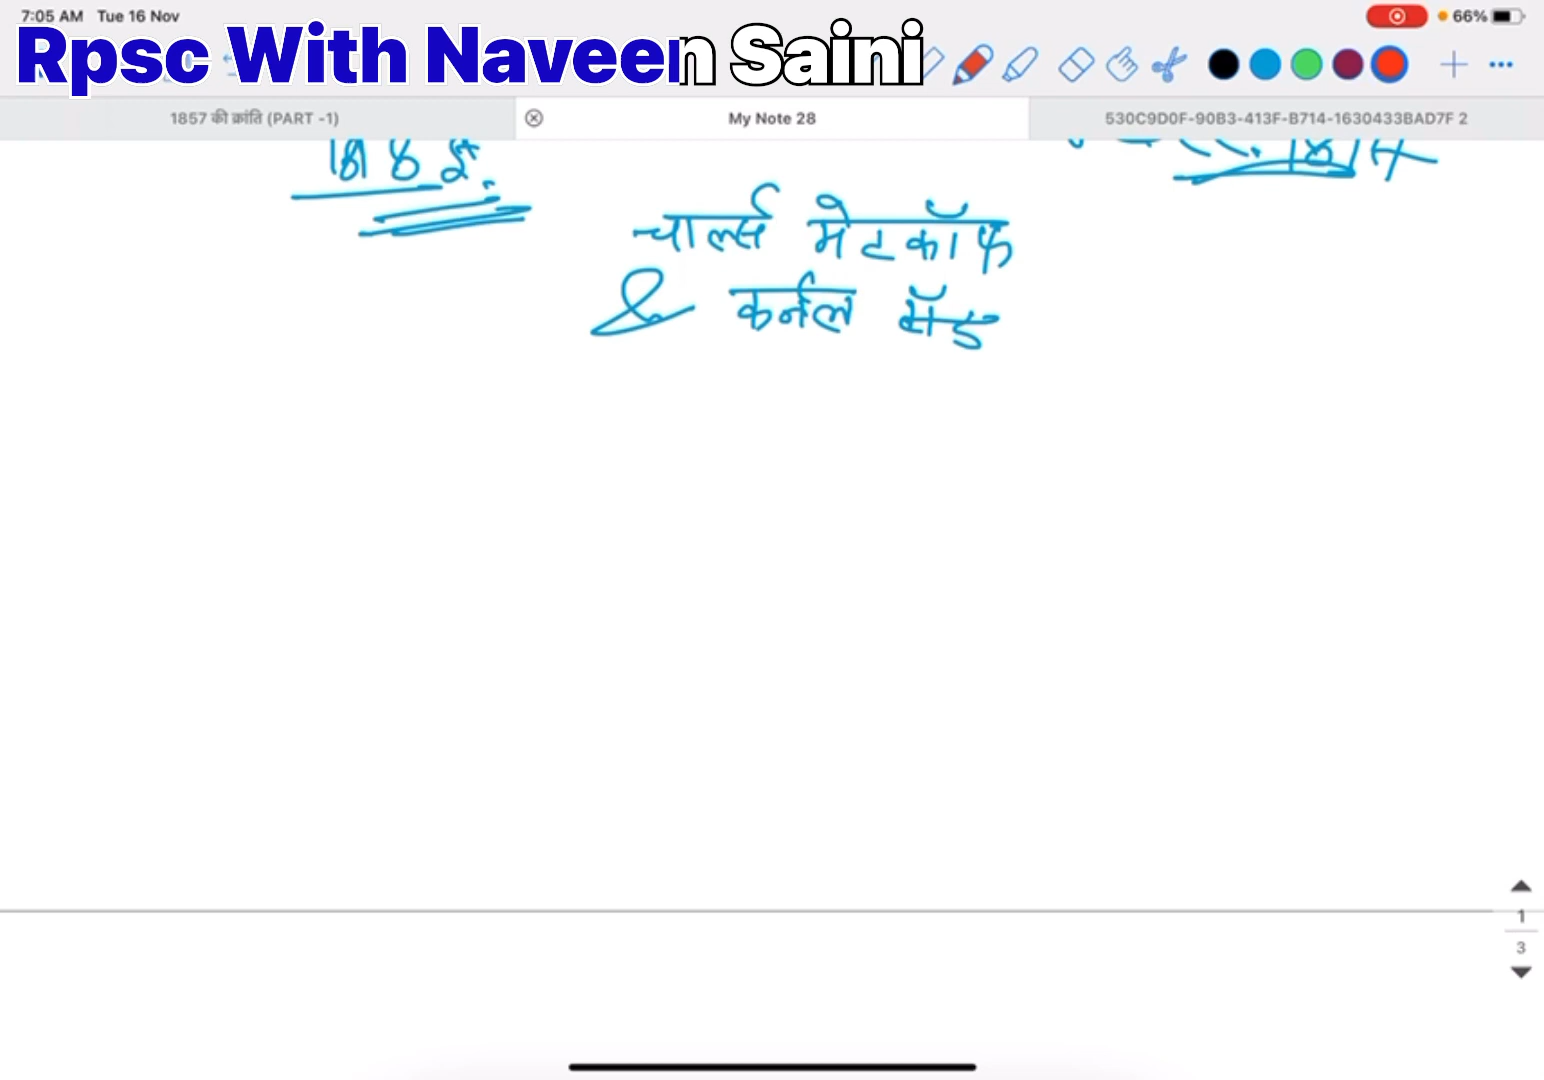 7:05 AM Tue 16 Nov
66%
Rpsc With Naveen Saini
1857 की क्रांति (PART -1)
My Note 28
530C9D0F-90B3-413F-B714-1630433BAD7F 2
चार्ल्स मेटकॉफ
& कर्नल टॉड
1
3